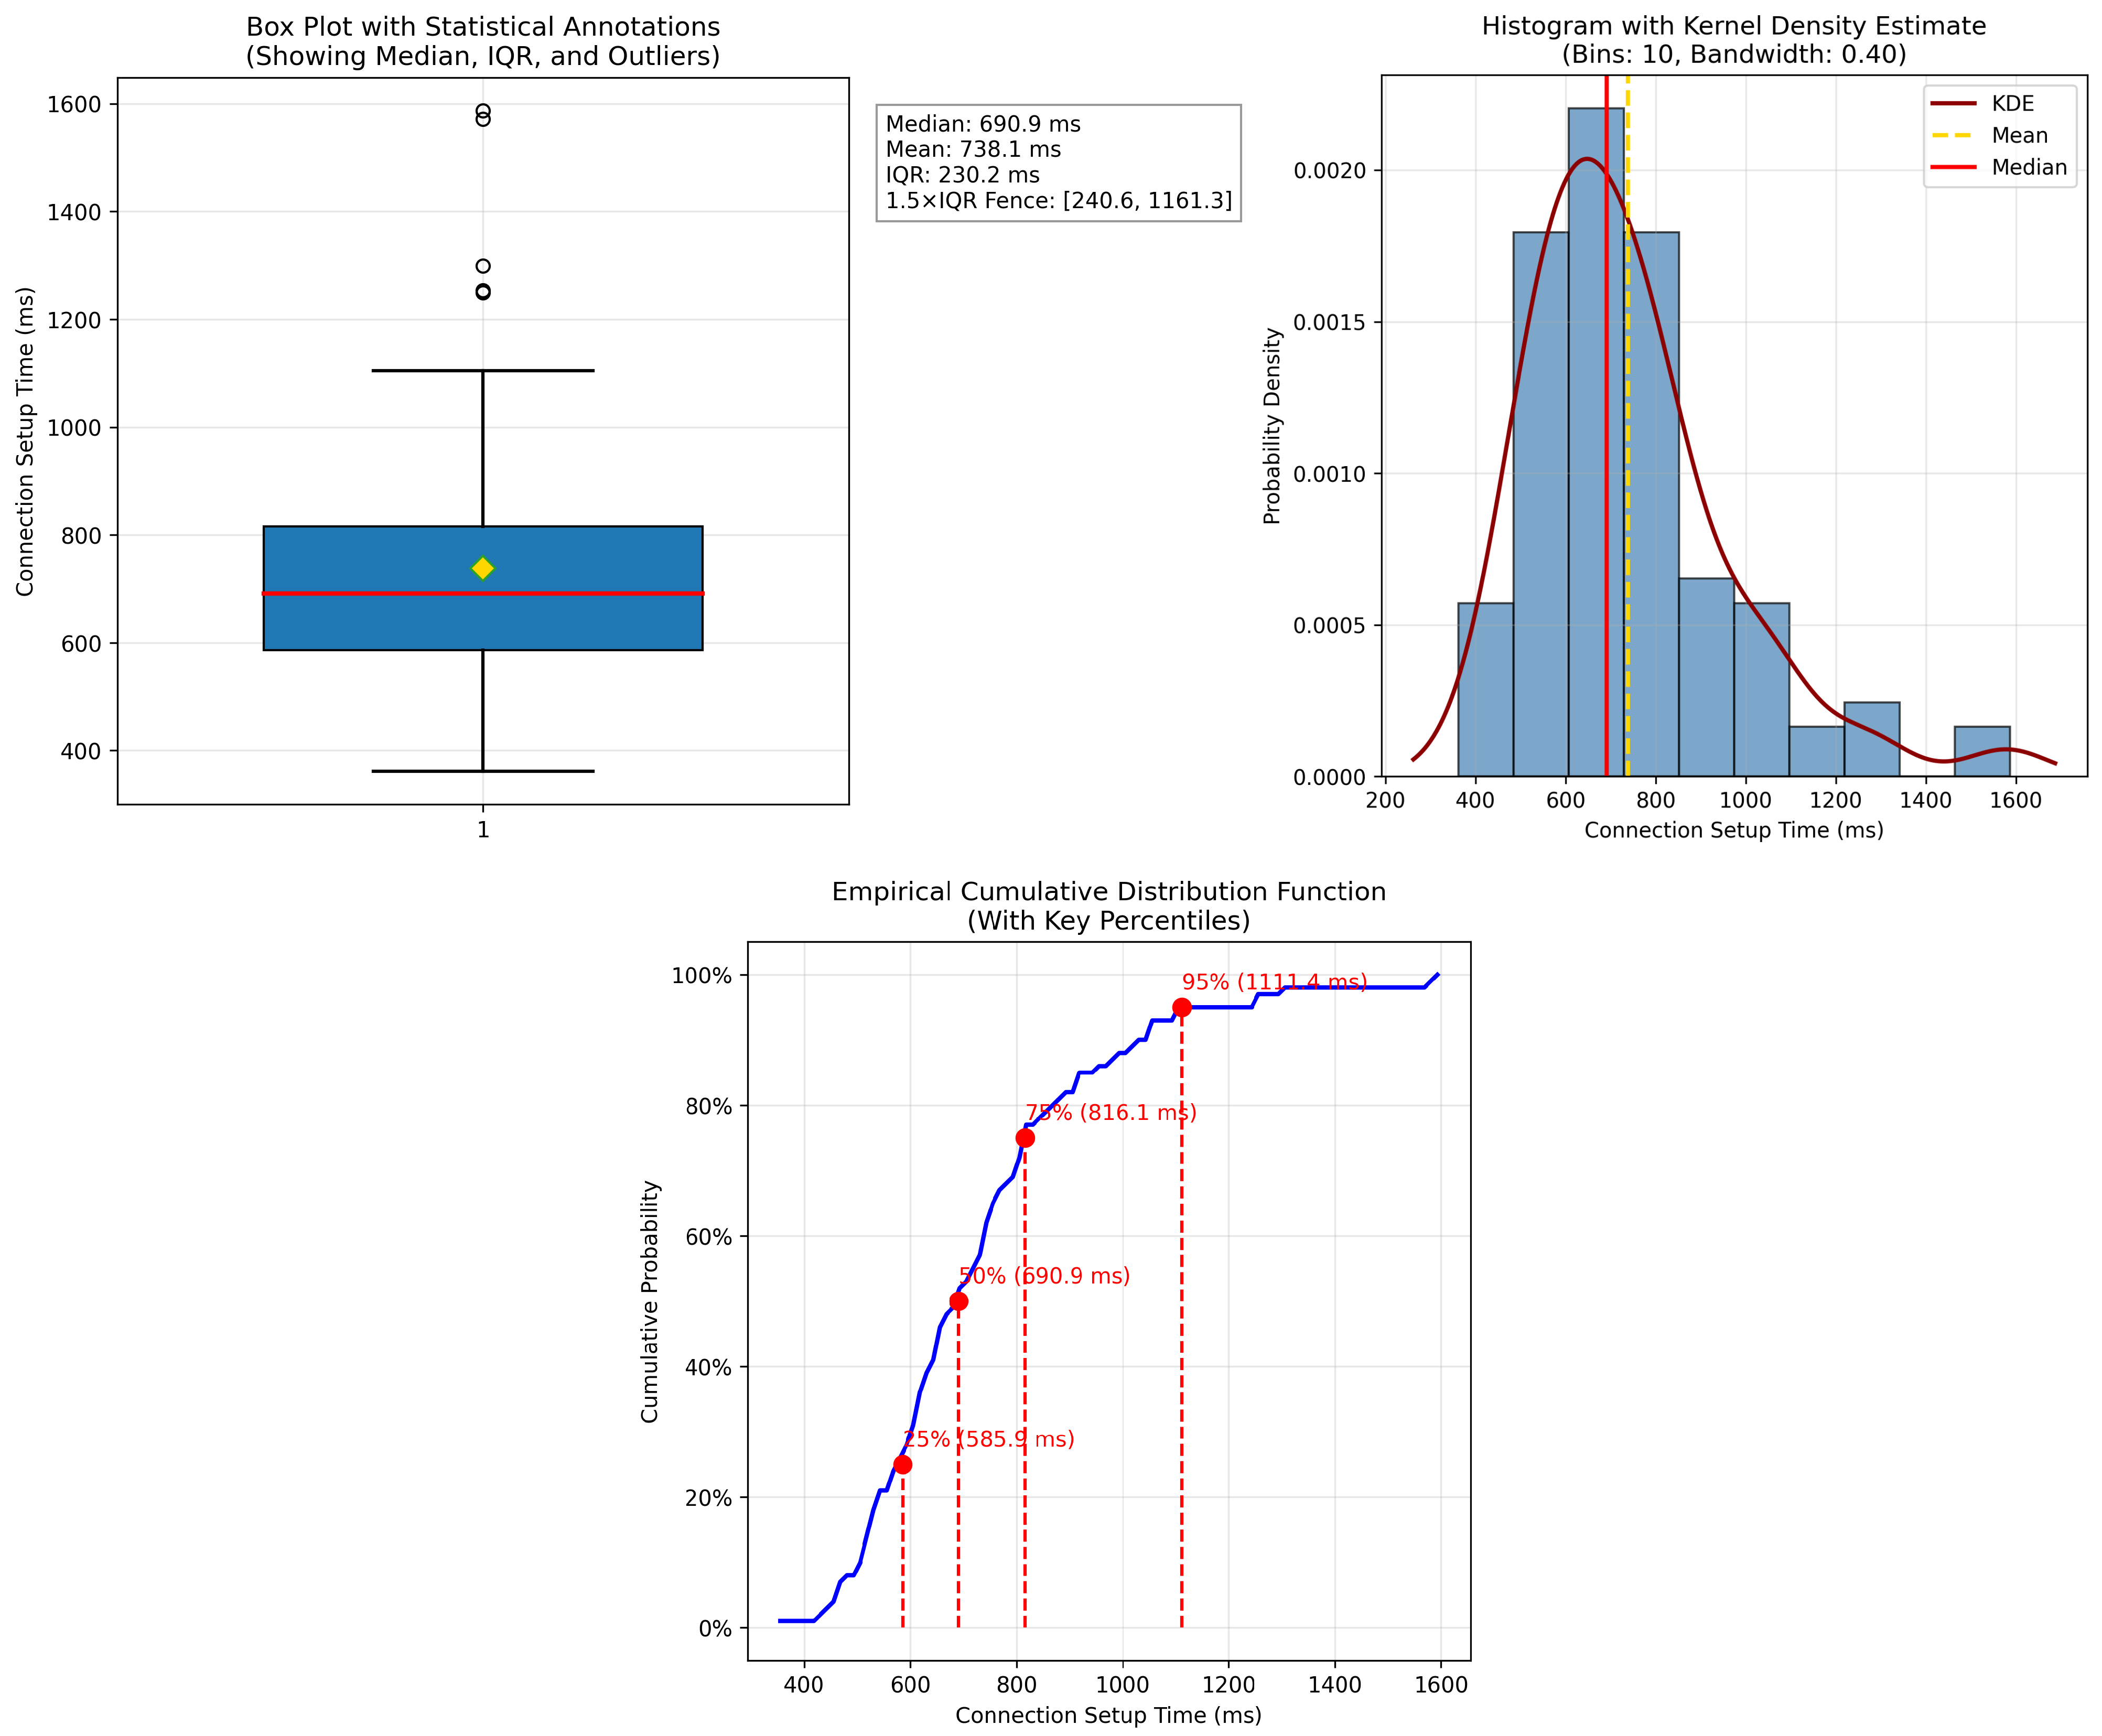 Box Plot with Statistical Annotations
(Showing Median, IQR, and Outliers)
Connection Setup Time (ms)
1600
1400
1200
1000
800
600
400
1
Median: 690.9 ms
Mean: 738.1 ms
IQR: 230.2 ms
1.5×IQR Fence: [240.6, 1161.3]
Histogram with Kernel Density Estimate
(Bins: 10, Bandwidth: 0.40)
KDE
Mean
Median
Probability Density
0.0020
0.0015
0.0010
0.0005
0.0000
200 400 600 800 1000 1200 1400 1600
Connection Setup Time (ms)
Empirical Cumulative Distribution Function
(With Key Percentiles)
Cumulative Probability
100%
80%
60%
40%
20%
0%
95% (1111.4 ms)
75% (816.1 ms)
50% (690.9 ms)
25% (585.9 ms)
400 600 800 1000 1200 1400 1600
Connection Setup Time (ms)